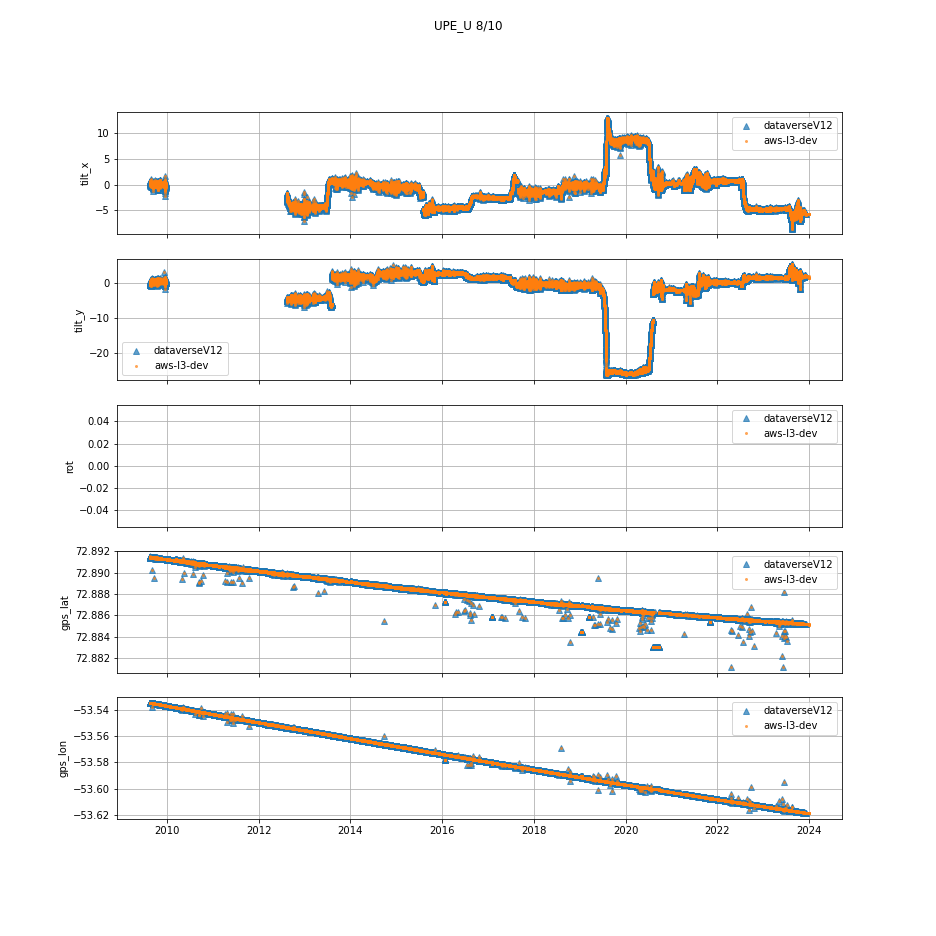 UPE_U 8/10
10
5
0
−5
tilt_x
dataverseV12
aws-l3-dev
0
−10
−20
tilt_y
dataverseV12
aws-l3-dev
0.04
0.02
0.00
−0.02
−0.04
rot
dataverseV12
aws-l3-dev
72.892
72.890
72.888
72.886
72.884
72.882
gps_lat
dataverseV12
aws-l3-dev
−53.54
−53.56
−53.58
−53.60
−53.62
gps_lon
dataverseV12
aws-l3-dev
2010 2012 2014 2016 2018 2020 2022 2024